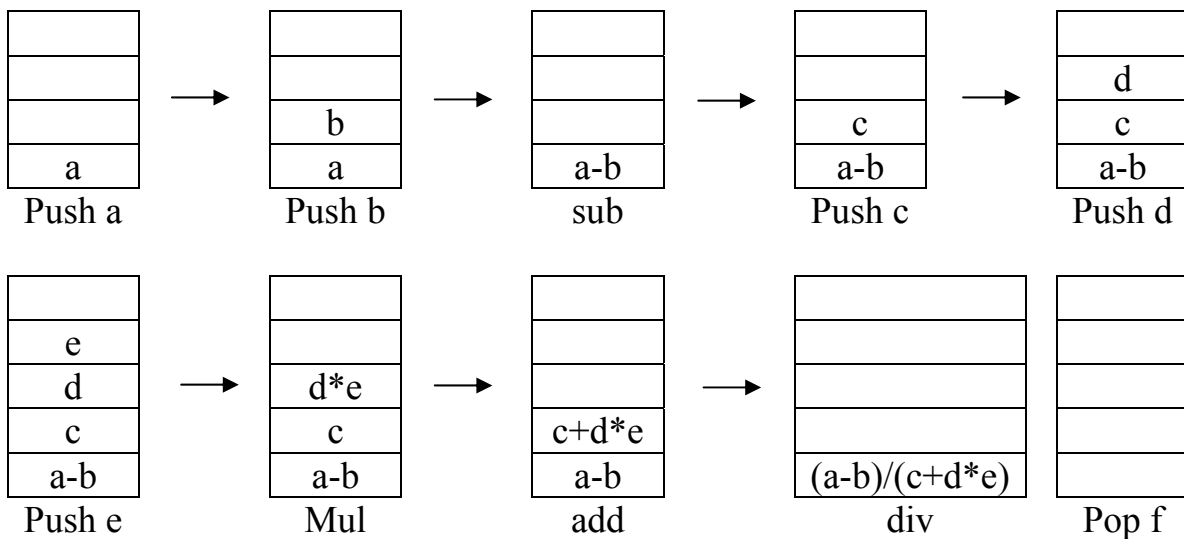 d
b
c
c
a
a
a-b
a-b
a-b
Push a
Push b
sub
Push c
Push d
e
d
d*e
c
c
c+d*e
a-b
a-b
a-b
(a-b)/(c+d*e)
Push e
Mul
add
div
Pop f